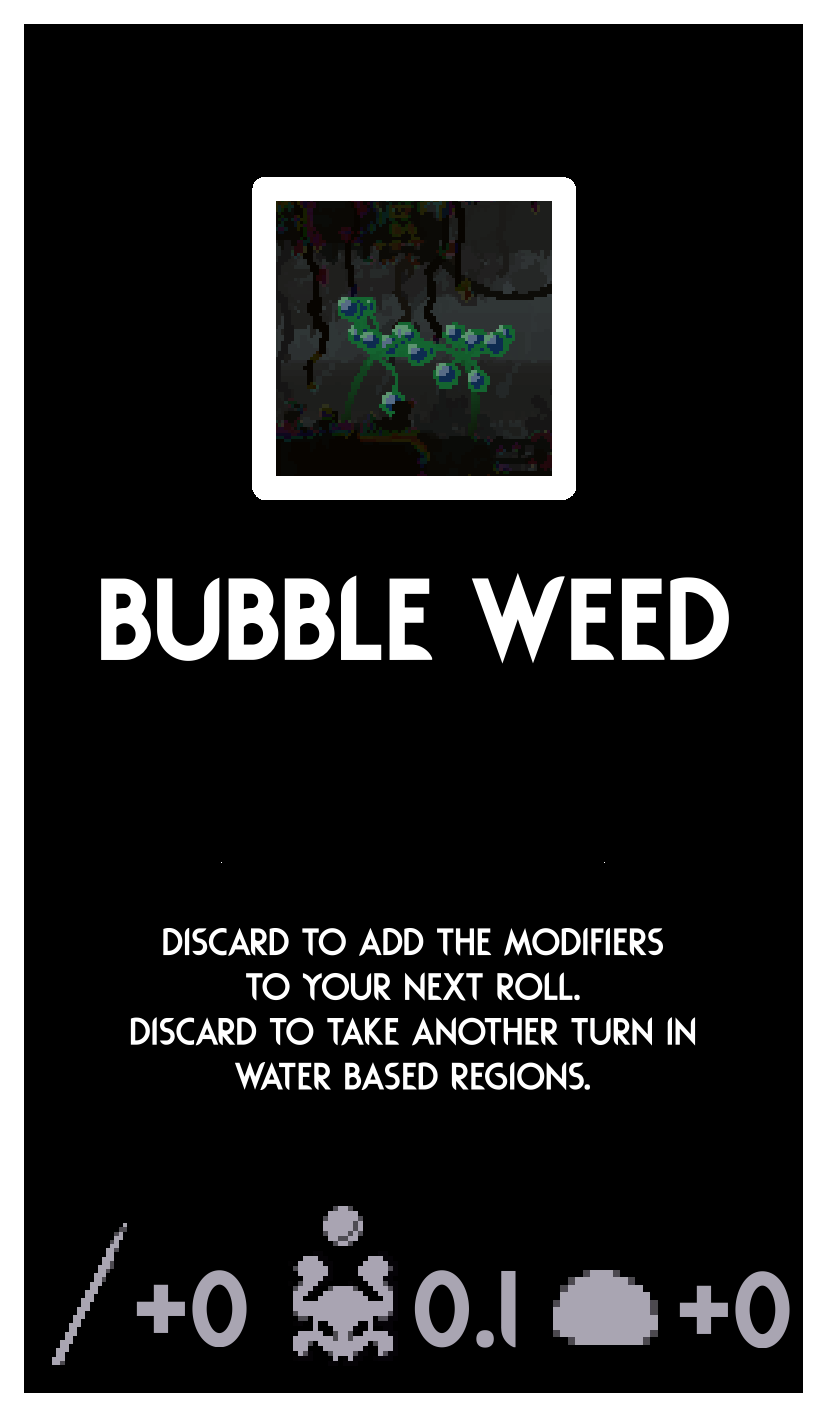 BUBBLE WEED
DISCARD TO ADD THE MODIFIERS
TO YOUR NEXT ROLL.
DISCARD TO TAKE ANOTHER TURN IN
WATER BASED REGIONS.
+0 0.1 +0